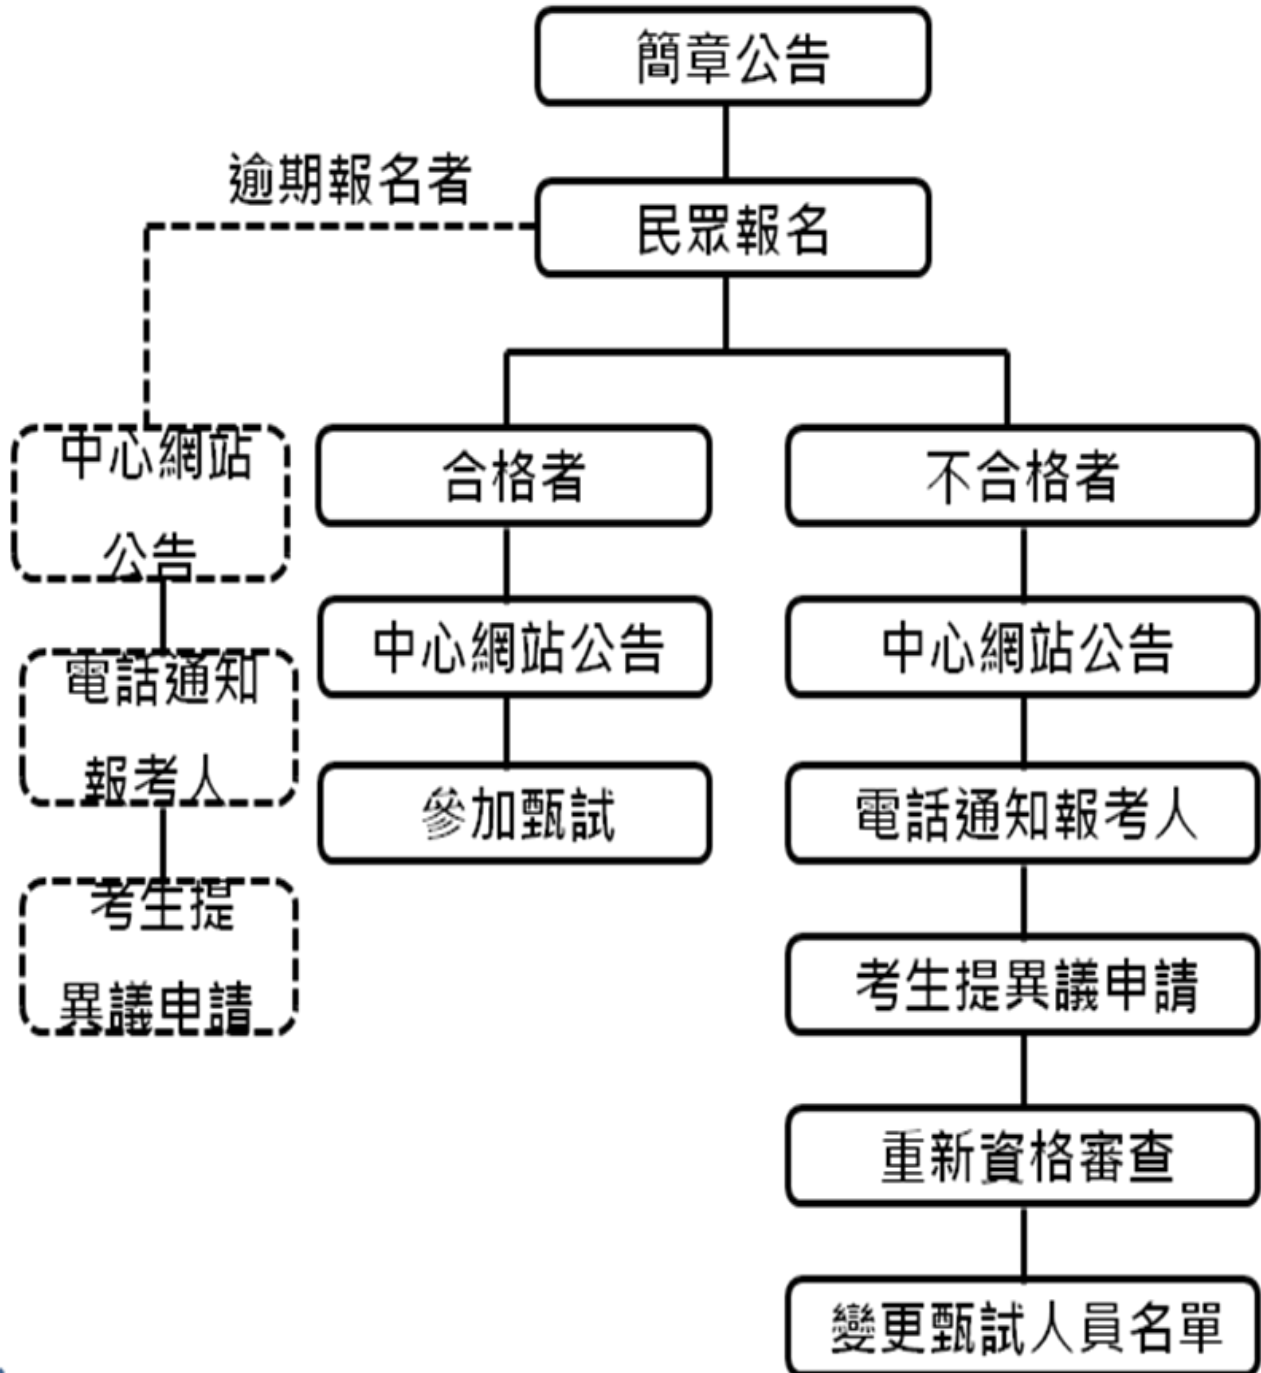 簡章公告
逾期報名者
民眾報名
中心網站
公告
電話通知
報考人
考生提
異議申請
合格者
中心網站公告
參加甄試
不合格者
中心網站公告
電話通知報考人
考生提異議申請
重新資格審查
變更甄試人員名單